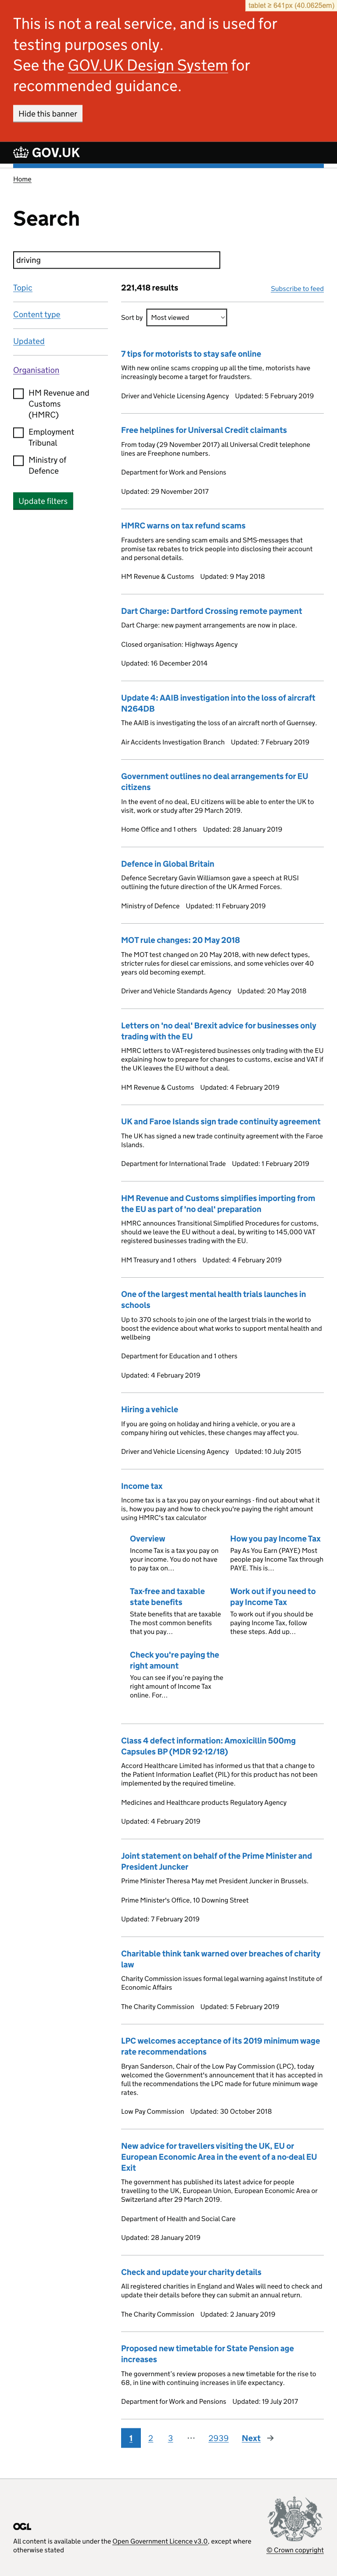 tablet ≥ 641px (40.0625em)
This is not a real service, and is used for
testing purposes only.
See the GOV.UK Design System for
recommended guidance.
Hide this banner
GOV.UK
Home
Search
driving
Topic
Content type
Updated
Organisation
HM Revenue and
Customs
(HMRC)
Employment
Tribunal
Ministry of
Defence
Update filters
221,418 results
Subscribe to feed
Sort by
Most viewed
7 tips for motorists to stay safe online
With new online scams cropping up all the time, motorists have
increasingly become a target for fraudsters.
Driver and Vehicle Licensing Agency Updated: 5 February 2019
Free helplines for Universal Credit claimants
From today (29 November 2017) all Universal Credit telephone
lines are Freephone numbers.
Department for Work and Pensions
Updated: 29 November 2017
HMRC warns on tax refund scams
Fraudsters are sending scam emails and SMS-messages that
promise tax rebates to trick people into disclosing their account
and personal details.
HM Revenue & Customs Updated: 9 May 2018
Dart Charge: Dartford Crossing remote payment
Dart Charge: new payment arrangements are now in place.
Closed organisation: Highways Agency
Updated: 16 December 2014
Update 4: AAIB investigation into the loss of aircraft
N264DB
The AAIB is investigating the loss of an aircraft north of Guernsey.
Air Accidents Investigation Branch Updated: 7 February 2019
Government outlines no deal arrangements for EU
citizens
In the event of no deal, EU citizens will be able to enter the UK to
visit, work or study after 29 March 2019.
Home Office and 1 others Updated: 28 January 2019
Defence in Global Britain
Defence Secretary Gavin Williamson gave a speech at RUSI
outlining the future direction of the UK Armed Forces.
Ministry of Defence Updated: 11 February 2019
MOT rule changes: 20 May 2018
The MOT test changed on 20 May 2018, with new defect types,
stricter rules for diesel car emissions, and some vehicles over 40
years old becoming exempt.
Driver and Vehicle Standards Agency Updated: 20 May 2018
Letters on 'no deal' Brexit advice for businesses only
trading with the EU
HMRC letters to VAT-registered businesses only trading with the EU
explaining how to prepare for changes to customs, excise and VAT if
the UK leaves the EU without a deal.
HM Revenue & Customs Updated: 4 February 2019
UK and Faroe Islands sign trade continuity agreement
The UK has signed a new trade continuity agreement with the Faroe
Islands.
Department for International Trade Updated: 1 February 2019
HM Revenue and Customs simplifies importing from
the EU as part of 'no deal' preparation
HMRC announces Transitional Simplified Procedures for customs,
should we leave the EU without a deal, by writing to 145,000 VAT
registered businesses trading with the EU.
HM Treasury and 1 others Updated: 4 February 2019
One of the largest mental health trials launches in
schools
Up to 370 schools to join one of the largest trials in the world to
boost the evidence about what works to support mental health and
wellbeing
Department for Education and 1 others
Updated: 4 February 2019
Hiring a vehicle
If you are going on holiday and hiring a vehicle, or you are a
company hiring out vehicles, these changes may affect you.
Driver and Vehicle Licensing Agency Updated: 10 July 2015
Income tax
Income tax is a tax you pay on your earnings - find out about what it
is, how you pay and how to check you're paying the right amount
using HMRC's tax calculator
Overview
Income Tax is a tax you pay on
your income. You do not have
to pay tax on…
How you pay Income Tax
Pay As You Earn (PAYE) Most
people pay Income Tax through
PAYE. This is…
Tax-free and taxable
state benefits
State benefits that are taxable
The most common benefits
that you pay…
Work out if you need to
pay Income Tax
To work out if you should be
paying Income Tax, follow
these steps. Add up…
Check you're paying the
right amount
You can see if you're paying the
right amount of Income Tax
online. For…
Class 4 defect information: Amoxicillin 500mg
Capsules BP (MDR 92-12/18)
Accord Healthcare Limited has informed us that that a change to
the Patient Information Leaflet (PIL) for this product has not been
implemented by the required timeline.
Medicines and Healthcare products Regulatory Agency
Updated: 4 February 2019
Joint statement on behalf of the Prime Minister and
President Juncker
Prime Minister Theresa May met President Juncker in Brussels.
Prime Minister's Office, 10 Downing Street
Updated: 7 February 2019
Charitable think tank warned over breaches of charity
law
Charity Commission issues formal legal warning against Institute of
Economic Affairs
The Charity Commission Updated: 5 February 2019
LPC welcomes acceptance of its 2019 minimum wage
rate recommendations
Bryan Sanderson, Chair of the Low Pay Commission (LPC), today
welcomed the Government's announcement that it has accepted in
full the recommendations the LPC made for future minimum wage
rates.
Low Pay Commission Updated: 30 October 2018
New advice for travellers visiting the UK, EU or
European Economic Area in the event of a no-deal EU
Exit
The government has published its latest advice for people
travelling to the UK, European Union, European Economic Area or
Switzerland after 29 March 2019.
Department of Health and Social Care
Updated: 28 January 2019
Check and update your charity details
All registered charities in England and Wales will need to check and
update their details before they can submit an annual return.
The Charity Commission Updated: 2 January 2019
Proposed new timetable for State Pension age
increases
The government's review proposes a new timetable for the rise to
68, in line with continuing increases in life expectancy.
Department for Work and Pensions Updated: 19 July 2017
1 2 3 ⋯ 2939 Next →
OGL
All content is available under the Open Government Licence v3.0, except where
otherwise stated
© Crown copyright